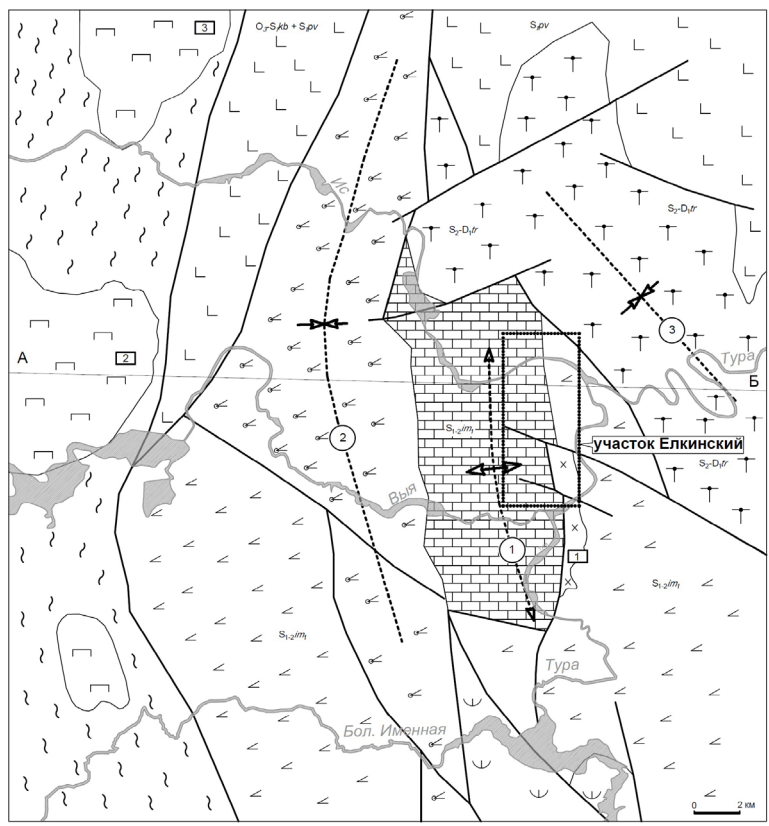 3
O₃-S₁kb + S₁pv
S₁pv
Ис
S₂-D₁tr
S₂-D₁tr
А
2
3
Тура
Б
S₁₋₂im₁
2
участок Елкинский
S₂-D₁tr
Выя
1
1
S₁₋₂im₁
S₁₋₂im₁
Тура
Бол. Именная
0 2 км